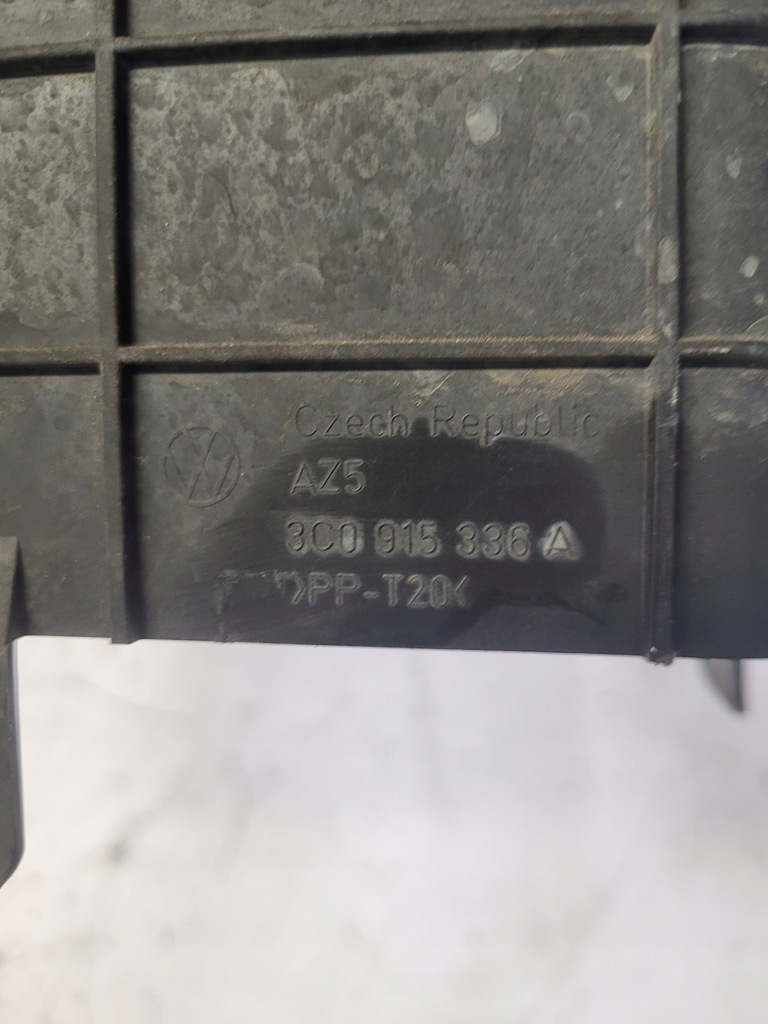 Czech Republic
AZ5
3C0 915 336 A
>PP-T20<